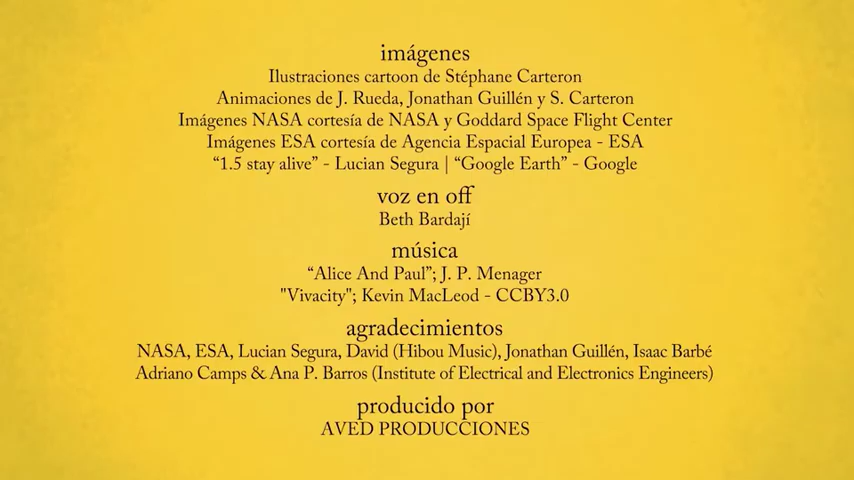 imágenes
Ilustraciones cartoon de Stéphane Carteron
Animaciones de J. Rueda, Jonathan Guillén y S. Carteron
Imágenes NASA cortesía de NASA y Goddard Space Flight Center
Imágenes ESA cortesía de Agencia Espacial Europea - ESA
“1.5 stay alive” - Lucian Segura | “Google Earth” - Google
voz en off
Beth Bardají
música
“Alice And Paul”; J. P. Menager
"Vivacity"; Kevin MacLeod - CCBY3.0
agradecimientos
NASA, ESA, Lucian Segura, David (Hibou Music), Jonathan Guillén, Isaac Barbé
Adriano Camps & Ana P. Barros (Institute of Electrical and Electronics Engineers)
producido por
AVED PRODUCCIONES